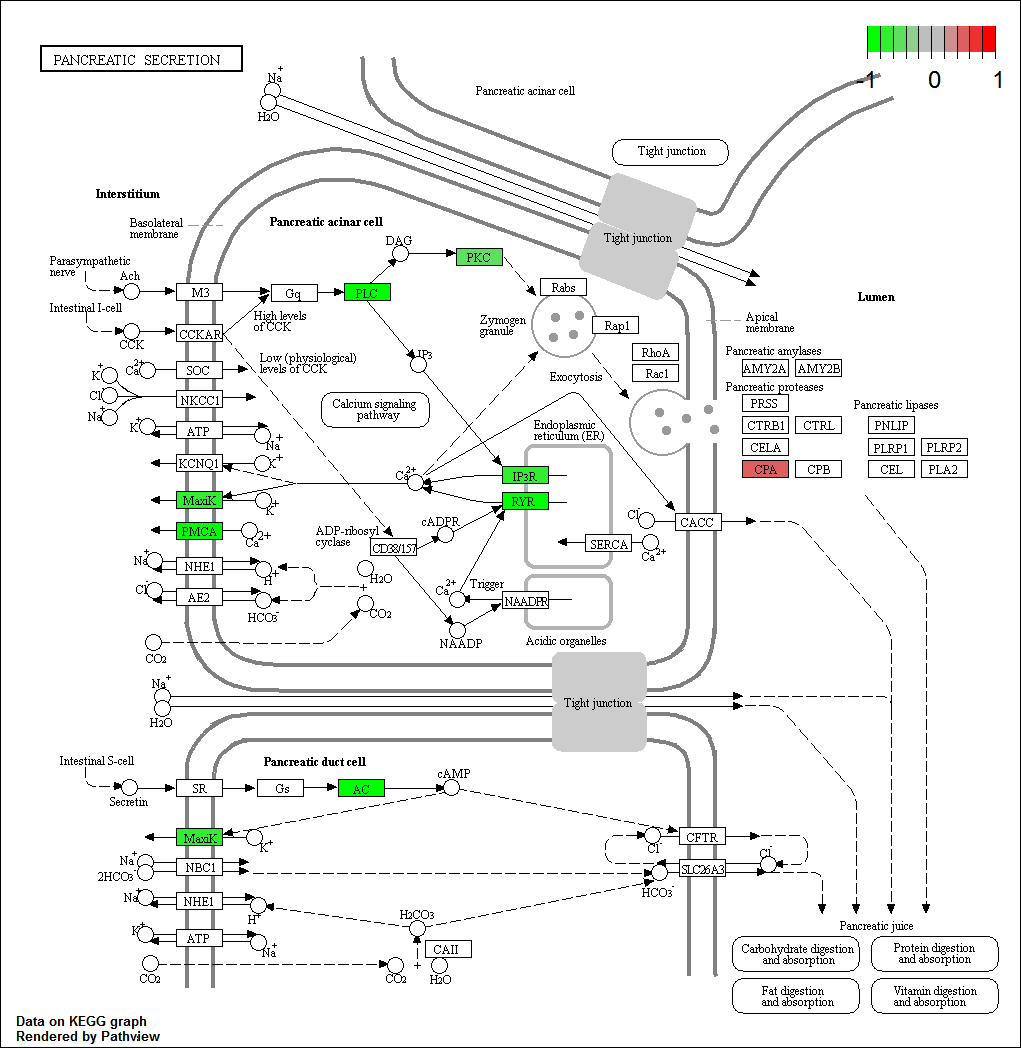 PANCREATIC SECRETION
-1 0 1
Na+
H2O
Pancreatic acinar cell
Tight junction
Interstitium
Basolateral
membrane
Pancreatic acinar cell
Tight junction
DAG
PKC
Parasympathetic
nerve
Ach
M3
Gq
PLC
Rabs
Lumen
Intestinal I-cell
High levels
of CCK
Zymogen
granule
Rap1
Apical
membrane
CCK
CCKAR
IP3
RhoA
Rac1
Pancreatic amylases
AMY2A
AMY2B
Low (physiological)
levels of CCK
Ca2+
SOC
K+
Cl-
Na+
NKCC1
Exocytosis
Pancreatic proteases
PRSS
Pancreatic lipases
Calcium signaling
pathway
CTRB1
CTRL
PNLIP
K+
ATP
Na+
Endoplasmic
reticulum (ER)
CELA
PLRP1
PLRP2
KCNQ1
K+
CPA
CPB
CEL
PLA2
Ca2+
IP3R
MaxiK
K+
RYR
PMCA
Ca2+
ADP-ribosyl
cyclase
cADPR
Cl-
CACC
CD38/157
SERCA
Ca2+
Na+
NHE1
H+
H2O
Cl-
AE2
HCO3-
+
CO2
Ca2+
Trigger
NAADPR
NAADP
Acidic organelles
CO2
Na+
H2O
Tight junction
Intestinal S-cell
Pancreatic duct cell
Secretin
SR
Gs
AC
cAMP
MaxiK
K+
Cl-
CFTR
Cl-
Na+
2HCO3-
NBC1
HCO3-
SLC26A3
Na+
NHE1
H+
H2CO3
Pancreatic juice
K+
ATP
Na+
CAII
Carbohydrate digestion
and absorption
Protein digestion
and absorption
CO2
CO2
+
H2O
Fat digestion
and absorption
Vitamin digestion
and absorption
Data on KEGG graph
Rendered by Pathview